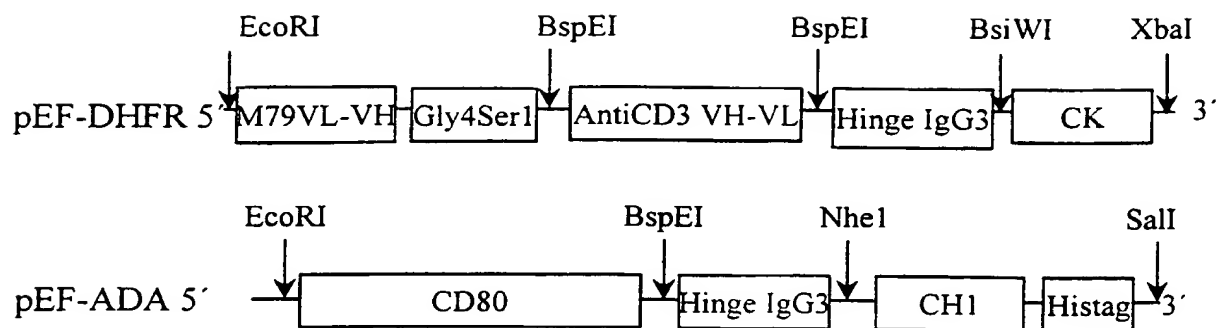 EcoRI BspEI BspEI BsiWI XbaI
pEF-DHFR 5´ M79VL-VH Gly4Ser1 AntiCD3 VH-VL Hinge IgG3 CK 3´
EcoRI BspEI Nhe1 SalI
pEF-ADA 5´ CD80 Hinge IgG3 CH1 Histag 3´